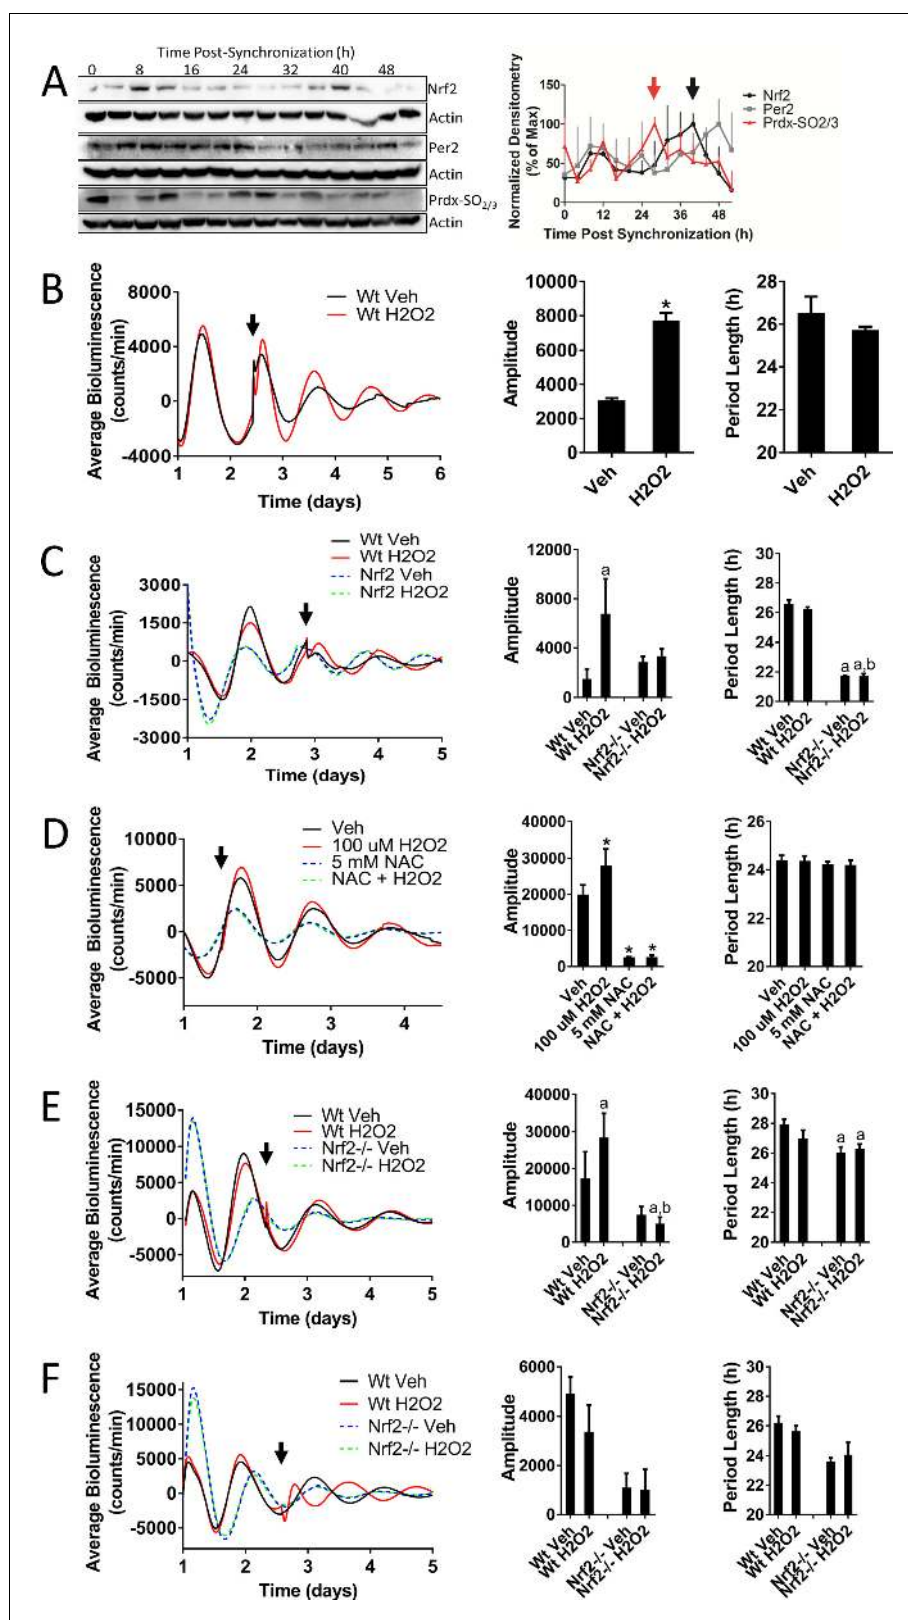 A
Time Post-Synchronization (h)
0 8 16 24 32 40 48
Nrf2
Actin
Per2
Actin
Prdx-SO2/3
Actin
Normalized Densitometry
(% of Max)
150
100
50
0
0 12 24 36 48
Time Post Synchronization (h)
Nrf2
Per2
Prdx-SO2/3
B
Average Bioluminescence
(counts/min)
8000
4000
0
-4000
1 2 3 4 5 6
Time (days)
Wt Veh
Wt H2O2
Amplitude
10000
8000
6000
4000
2000
0
*
Veh
H2O2
Period Length (h)
28
26
24
22
20
Veh
H2O2
C
Average Bioluminescence
(counts/min)
3000
1500
0
-1500
-3000
1 2 3 4 5
Time (days)
Wt Veh
Wt H2O2
Nrf2 Veh
Nrf2 H2O2
Amplitude
12000
8000
4000
0
a
Wt Veh
Wt H2O2
Nrf2-/- Veh
Nrf2-/- H2O2
Period Length (h)
30
28
26
24
22
20
a a,b
Wt Veh
Wt H2O2
Nrf2-/- Veh
Nrf2-/- H2O2
D
Average Bioluminescence
(counts/min)
10000
5000
0
-5000
1 2 3 4
Time (days)
Veh
100 uM H2O2
5 mM NAC
NAC + H2O2
Amplitude
40000
30000
20000
10000
0
* * *
Veh
100 uM H2O2
5 mM NAC
NAC + H2O2
Period Length (h)
26
24
22
20
Veh
100 uM H2O2
5 mM NAC
NAC + H2O2
E
Average Bioluminescence
(counts/min)
15000
10000
5000
0
-5000
1 2 3 4 5
Time (days)
Wt Veh
Wt H2O2
Nrf2-/- Veh
Nrf2-/- H2O2
Amplitude
40000
30000
20000
10000
0
a
a,b
Wt Veh
Wt H2O2
Nrf2-/- Veh
Nrf2-/- H2O2
Period Length (h)
30
28
26
24
22
20
a a
Wt Veh
Wt H2O2
Nrf2-/- Veh
Nrf2-/- H2O2
F
Average Bioluminescence
(counts/min)
15000
10000
5000
0
-5000
1 2 3 4 5
Time (days)
Wt Veh
Wt H2O2
Nrf2-/- Veh
Nrf2-/- H2O2
Amplitude
6000
4000
2000
0
Wt Veh
Wt H2O2
Nrf2-/- Veh
Nrf2-/- H2O2
Period Length (h)
30
28
26
24
22
20
Wt Veh
Wt H2O2
Nrf2-/- Veh
Nrf2-/- H2O2